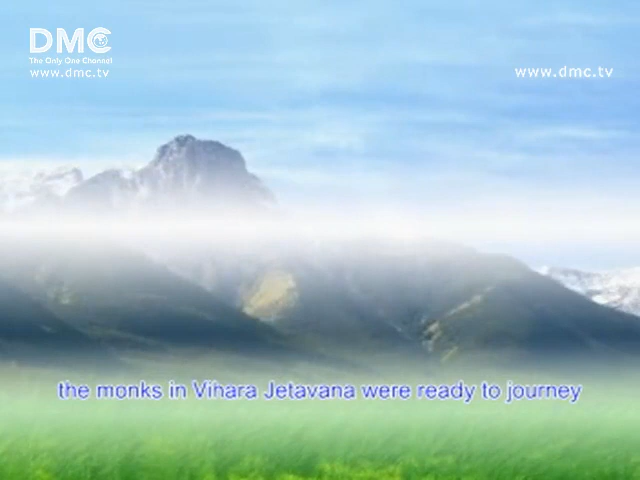 DMC
The Only One Channel
www.dmc.tv
www.dmc.tv
the monks in Vihara Jetavana were ready to journey